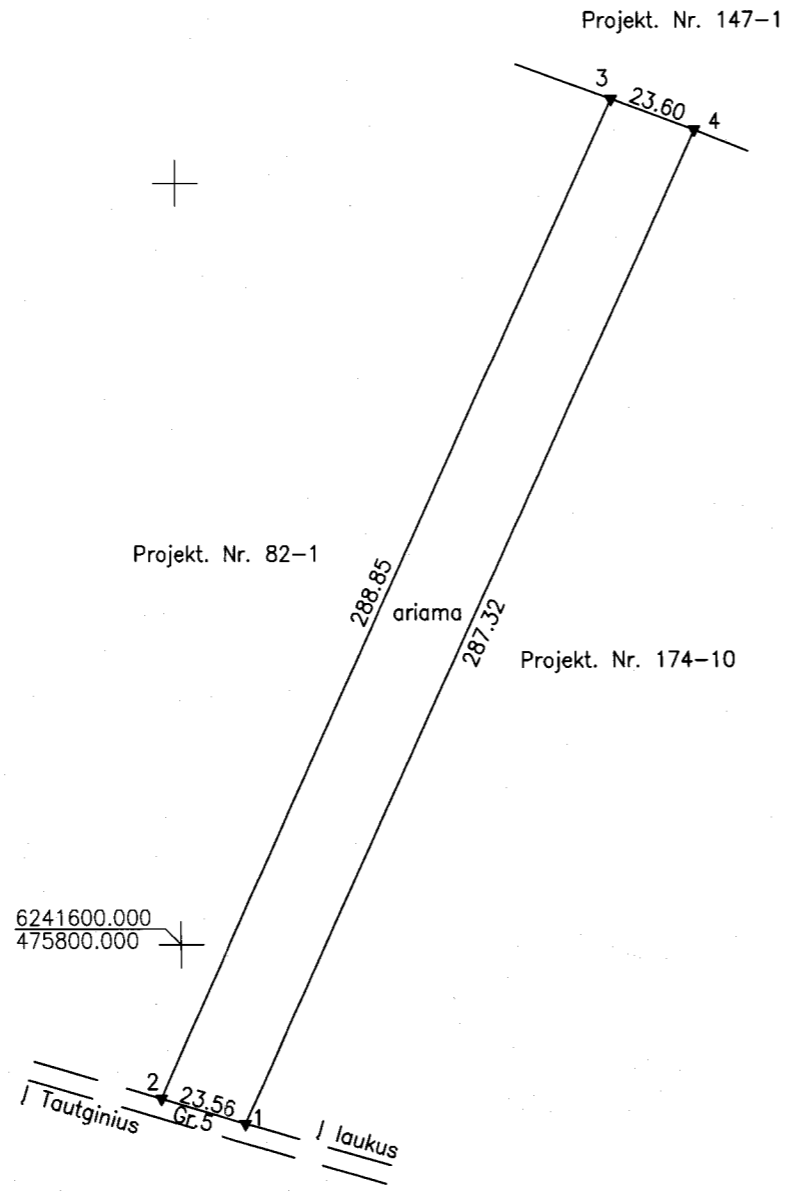 Projekt. Nr. 147-1
3
23.60
4
Projekt. Nr. 82-1
288.85
ariama
287.32
Projekt. Nr. 174-10
6241600.000
475800.000
2
23.56
1
Į Tautginius
Gr.5
Į laukus